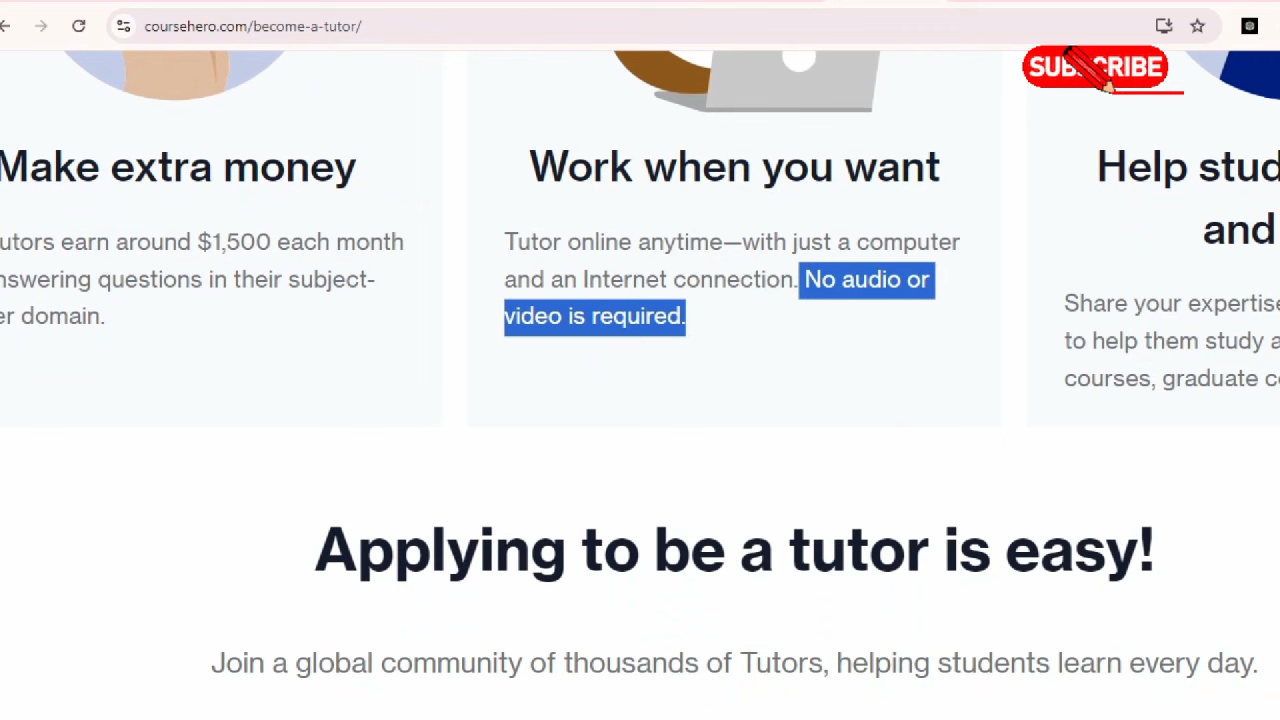 coursehero.com/become-a-tutor/
SUBSCRIBE
Make extra money
utors earn around $1,500 each month
nswering questions in their subject-
er domain.
Work when you want
Tutor online anytime—with just a computer
and an Internet connection. No audio or
video is required.
Help stud
and
Share your expertise
to help them study a
courses, graduate c
Applying to be a tutor is easy!
Join a global community of thousands of Tutors, helping students learn every day.